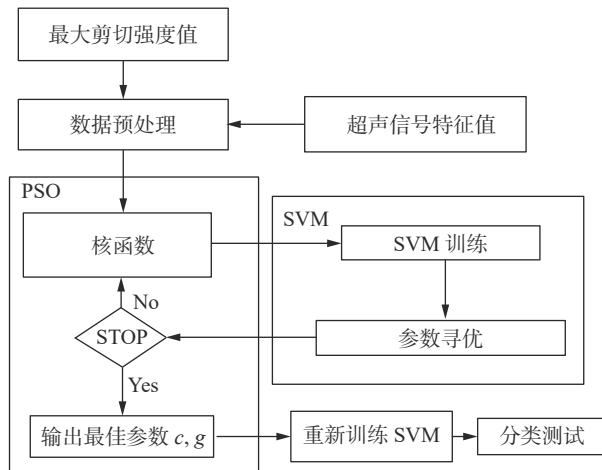 最大剪切强度值
数据预处理
超声信号特征值
PSO
核函数
SVM
SVM 训练
No
STOP
参数寻优
Yes
输出最佳参数 c, g
重新训练 SVM
分类测试